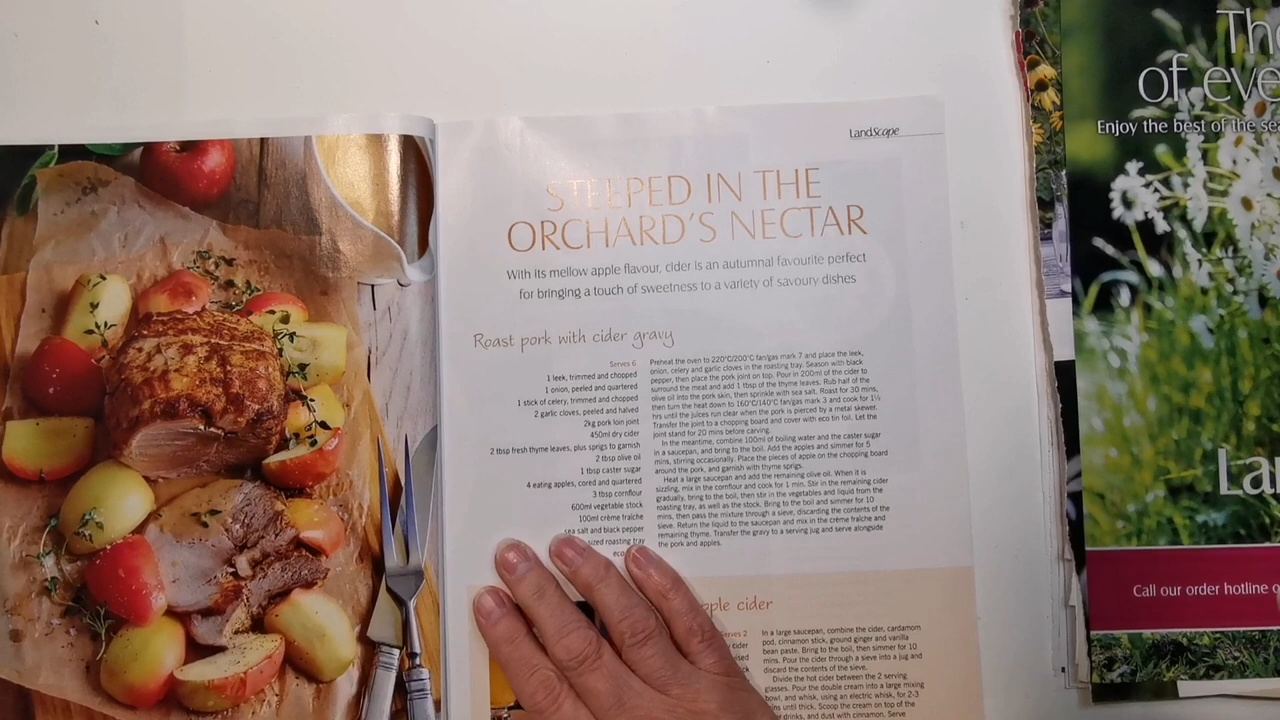 LandScope
STEEPED IN THE
ORCHARD'S NECTAR
With its mellow apple flavour, cider is an autumnal favourite perfect
for bringing a touch of sweetness to a variety of savoury dishes
Roast pork with cider gravy
Serves 6
1 leek, trimmed and chopped
1 onion, peeled and quartered
1 stick of celery, trimmed and chopped
2 garlic cloves, peeled and halved
2kg pork loin joint
450ml dry cider
2 tbsp fresh thyme leaves, plus sprigs to garnish
2 tbsp olive oil
1 tbsp caster sugar
4 eating apples, cored and quartered
3 tbsp cornflour
600ml vegetable stock
100ml crème fraîche
sea salt and black pepper
sized roasting tray
eco
Preheat the oven to 220°C/200°C fan/gas mark 7 and place the leek,
onion, celery and garlic cloves in the roasting tray. Season with black
pepper, then place the pork joint on top. Pour in 200ml of the cider to
surround the meat and add 1 tbsp of the thyme leaves. Rub half of the
olive oil into the pork skin, then sprinkle with sea salt. Roast for 30 mins,
then turn the heat down to 160°C/140°C fan/gas mark 3 and cook for 1½
hrs until the juices run clear when the pork is pierced by a metal skewer.
Transfer the joint to a chopping board and cover with eco tin foil. Let the
joint stand for 20 mins before carving.
In the meantime, combine 100ml of boiling water and the caster sugar
in a saucepan, and bring to the boil. Add the apples and simmer for 5
mins, stirring occasionally. Place the pieces of apple on the chopping board
around the pork, and garnish with thyme sprigs.
Heat a large saucepan and add the remaining olive oil. When it is
sizzling, mix in the cornflour and cook for 1 min. Stir in the remaining cider
gradually, bring to the boil, then stir in the vegetables and liquid from the
roasting tray, as well as the stock. Bring to the boil and simmer for 10
mins, then pass the mixture through a sieve, discarding the contents of the
sieve. Return the liquid to the saucepan and mix in the crème fraîche and
remaining thyme. Transfer the gravy to a serving jug and serve alongside
the pork and apples.
ple cider
Serves 2
cider
ised
ck
In a large saucepan, combine the cider, cardamom
pod, cinnamon stick, ground ginger and vanilla
bean paste. Bring to the boil, then simmer for 10
mins. Pour the cider through a sieve into a jug and
discard the contents of the sieve.
Divide the hot cider between the 2 serving
glasses. Pour the double cream into a large mixing
bowl, and whisk, using an electric whisk, for 2-3
mins until thick. Scoop the cream on top of the
drinks, and dust with cinnamon. Serve
The
of eve
Enjoy the best of the sea
La
Call our order hotline o